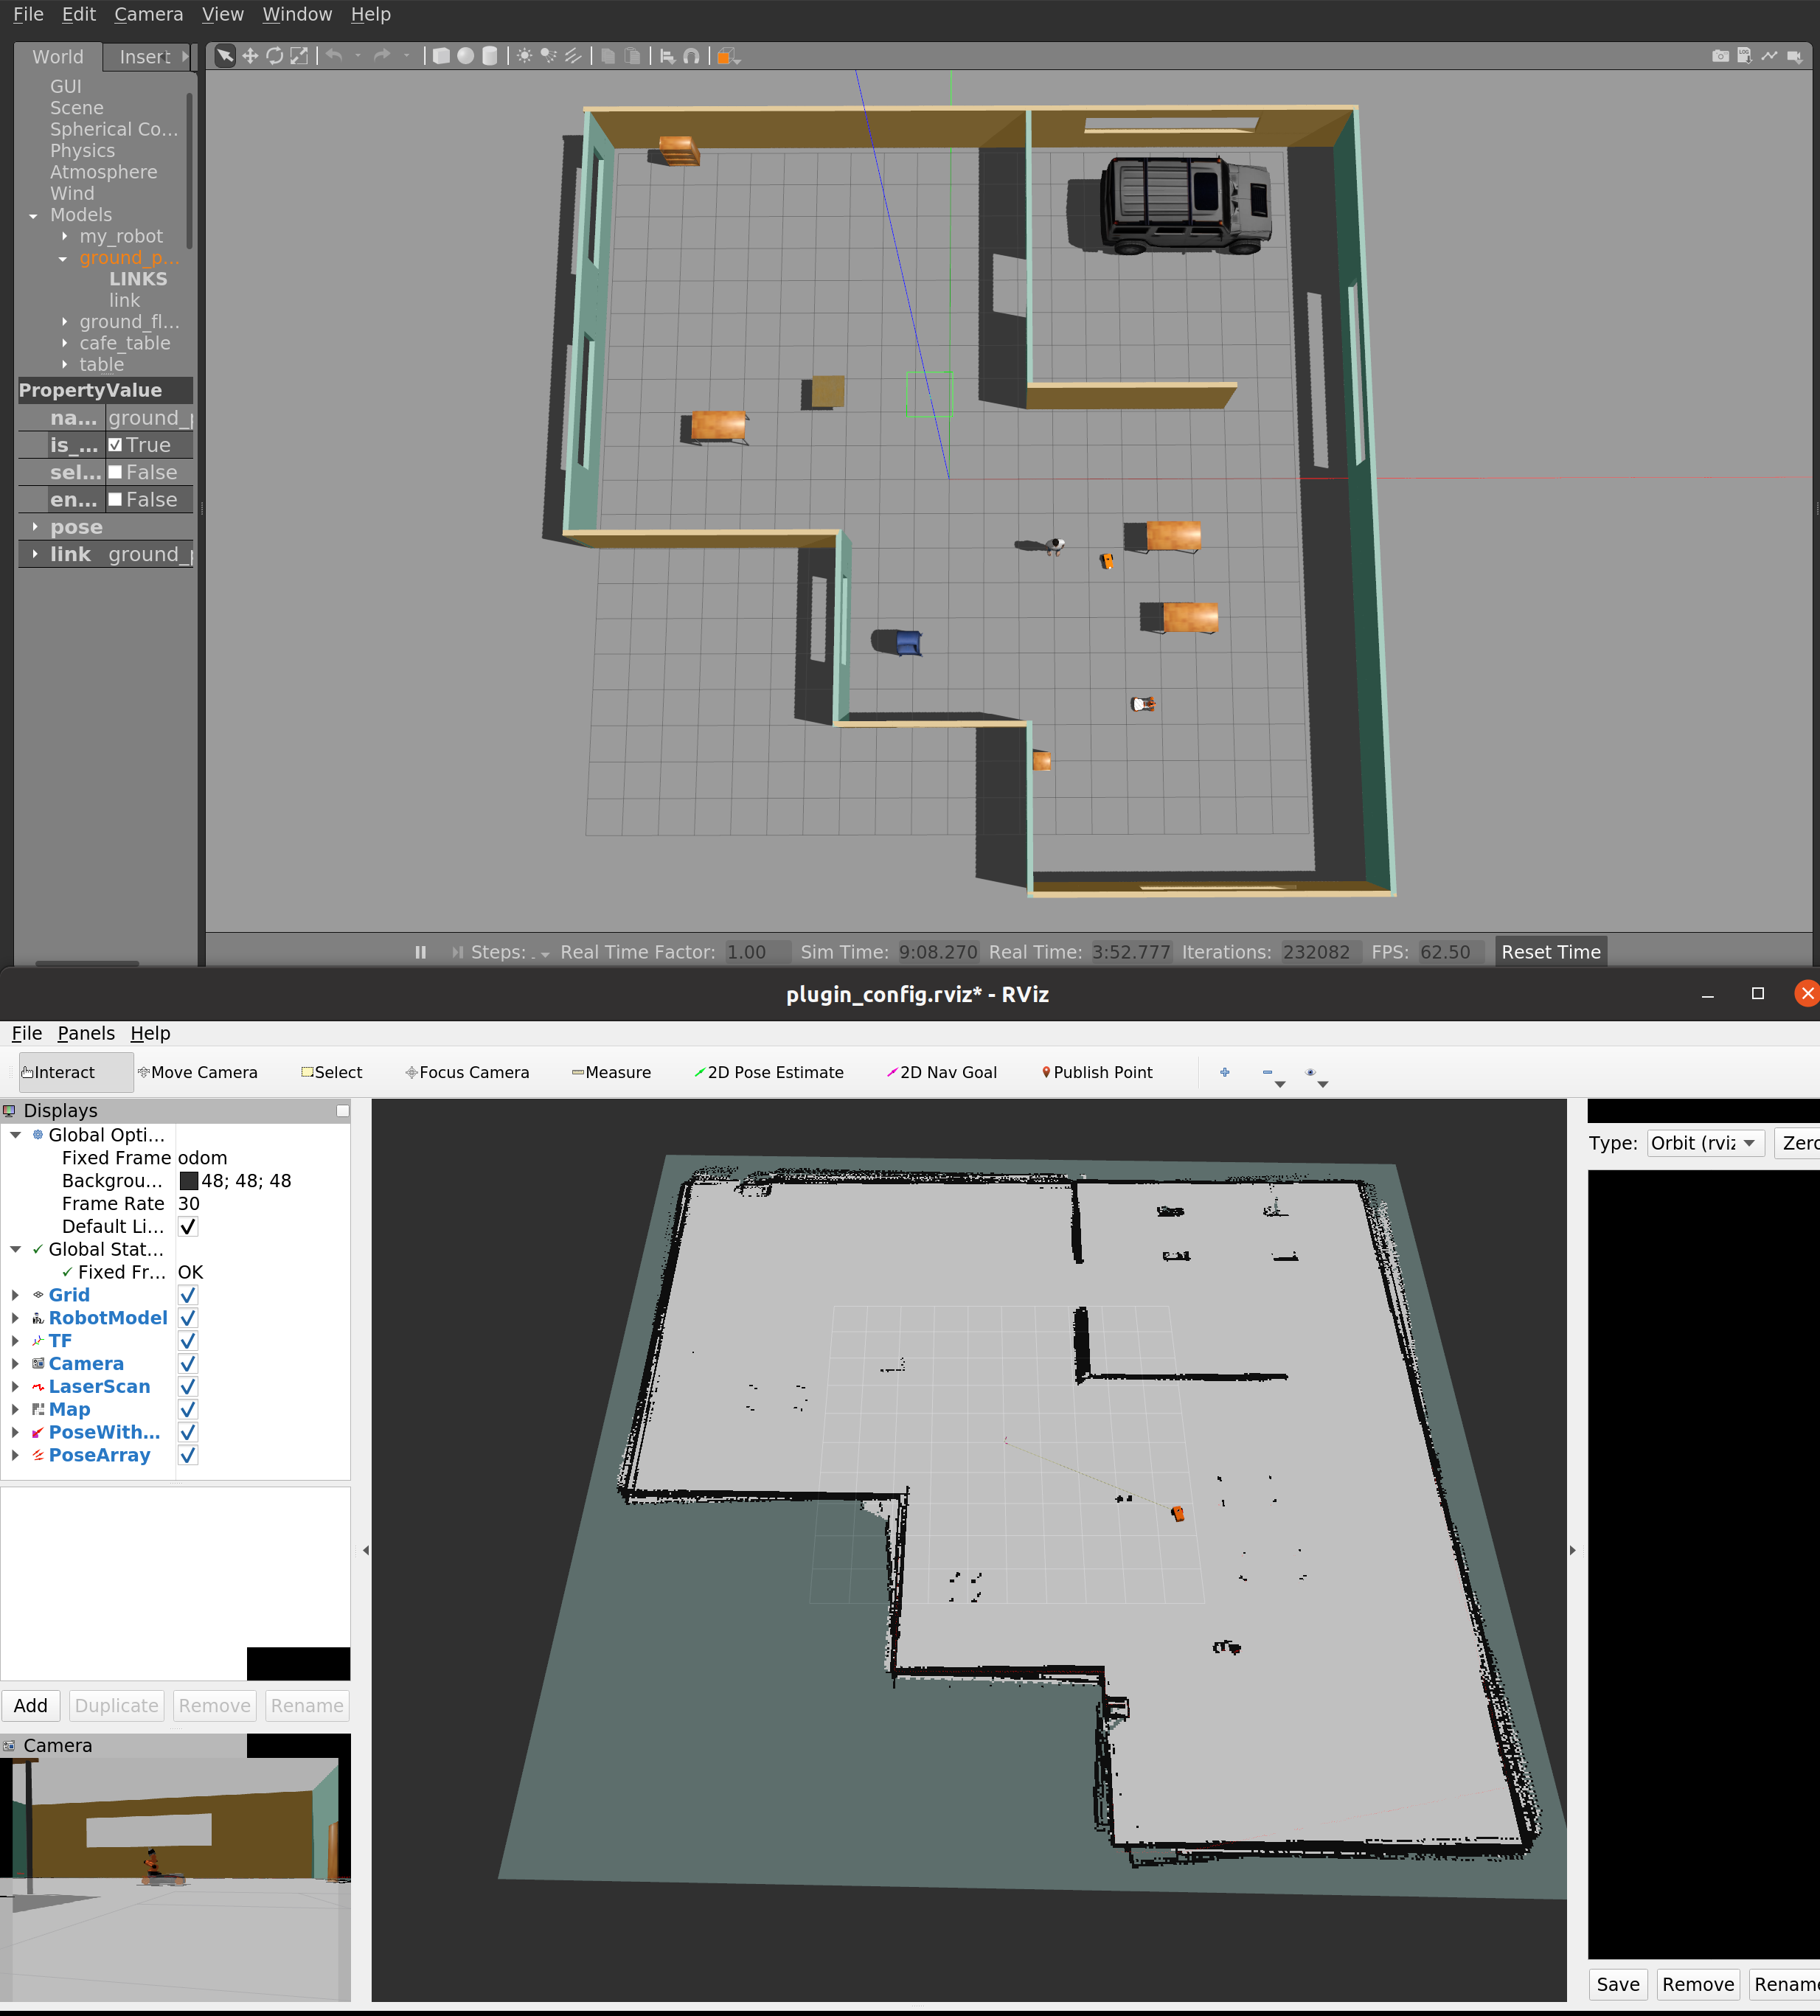 File Edit Camera View Window Help
World Insert
GUI
Scene
Spherical Co...
Physics
Atmosphere
Wind
Models
my_robot
ground_p...
LINKS
link
ground_fl...
cafe_table
table
Property Value
na... ground_p
is_... True
sel... False
en... False
pose
link ground_p
Steps: - Real Time Factor: 1.00 Sim Time: 9:08.270 Real Time: 3:52.777 Iterations: 232082 FPS: 62.50 Reset Time
plugin_config.rviz* - RViz
File Panels Help
Interact Move Camera Select Focus Camera Measure 2D Pose Estimate 2D Nav Goal Publish Point
Displays
Global Opti...
Fixed Frame odom
Backgrou... 48; 48; 48
Frame Rate 30
Default Li...
Global Stat...
Fixed Fr... OK
Grid
RobotModel
TF
Camera
LaserScan
Map
PoseWith...
PoseArray
Add Duplicate Remove Rename
Camera
Type: Orbit (rviz Zero
Save Remove Rename